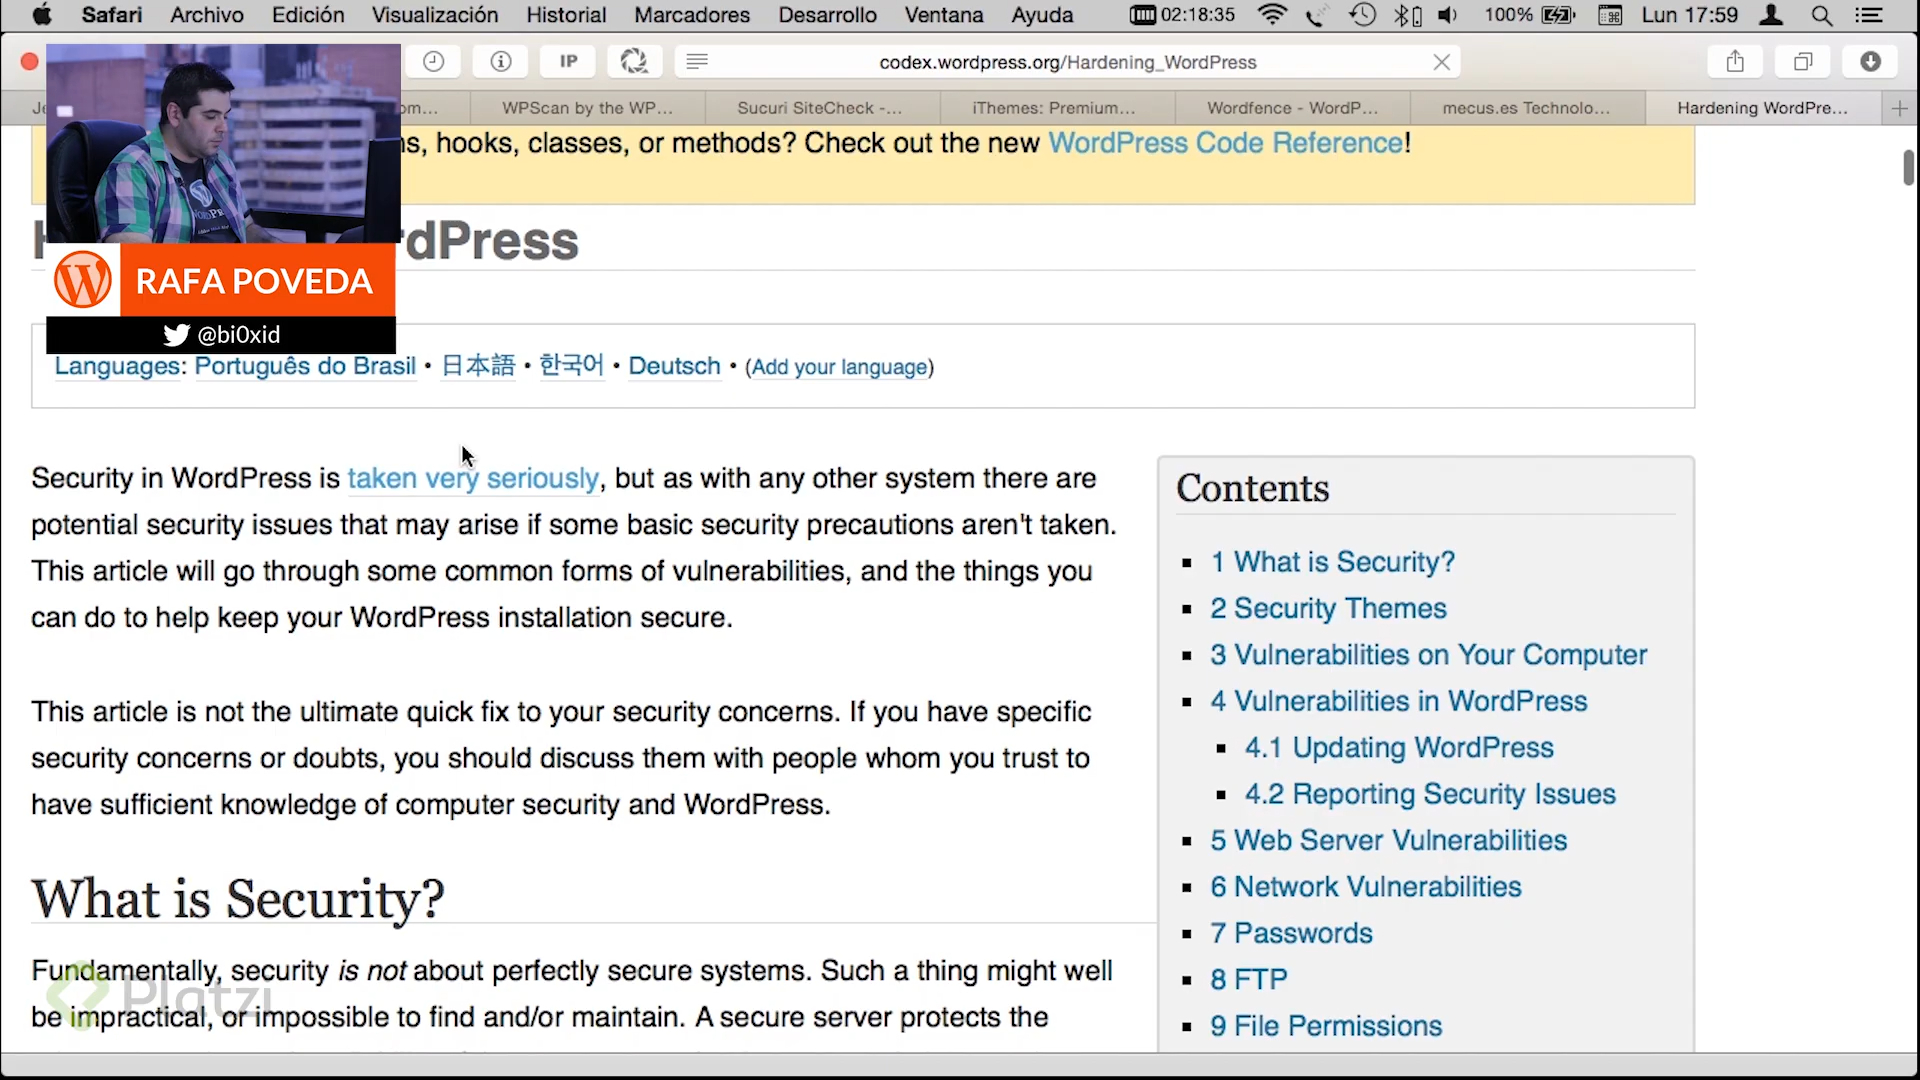 Safari Archivo Edición Visualización Historial Marcadores Desarrollo Ventana Ayuda 02:18:35 100% Lun 17:59
IP codex.wordpress.org/Hardening_WordPress
Je om... WPScan by the WP... Sucuri SiteCheck -... iThemes: Premium... Wordfence - WordP... mecus.es Technolo... Hardening WordPre...
s, hooks, classes, or methods? Check out the new WordPress Code Reference!
H rdPress
RAFA POVEDA
@bi0xid
Languages: Português do Brasil • 日本語 • 한국어 • Deutsch • (Add your language)
Security in WordPress is taken very seriously, but as with any other system there are
potential security issues that may arise if some basic security precautions aren't taken.
This article will go through some common forms of vulnerabilities, and the things you
can do to help keep your WordPress installation secure.
This article is not the ultimate quick fix to your security concerns. If you have specific
security concerns or doubts, you should discuss them with people whom you trust to
have sufficient knowledge of computer security and WordPress.
What is Security?
Fundamentally, security is not about perfectly secure systems. Such a thing might well
be impractical, or impossible to find and/or maintain. A secure server protects the
Platzi
Contents
1 What is Security?
2 Security Themes
3 Vulnerabilities on Your Computer
4 Vulnerabilities in WordPress
4.1 Updating WordPress
4.2 Reporting Security Issues
5 Web Server Vulnerabilities
6 Network Vulnerabilities
7 Passwords
8 FTP
9 File Permissions